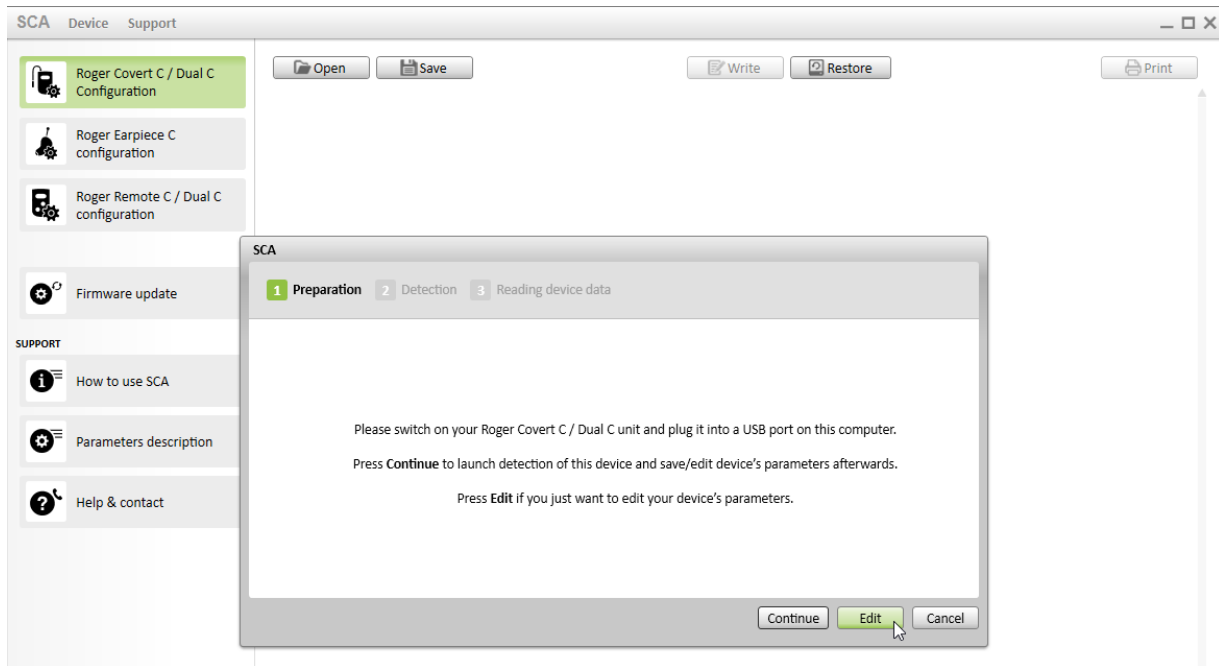 SCA Device Support
Roger Covert C / Dual C
Configuration
Open Save Write Restore Print
Roger Earpiece C
configuration
Roger Remote C / Dual C
configuration
Firmware update
SUPPORT
How to use SCA
Parameters description
Help & contact
SCA
1 Preparation 2 Detection 3 Reading device data
Please switch on your Roger Covert C / Dual C unit and plug it into a USB port on this computer.
Press Continue to launch detection of this device and save/edit device's parameters afterwards.
Press Edit if you just want to edit your device's parameters.
Continue Edit Cancel